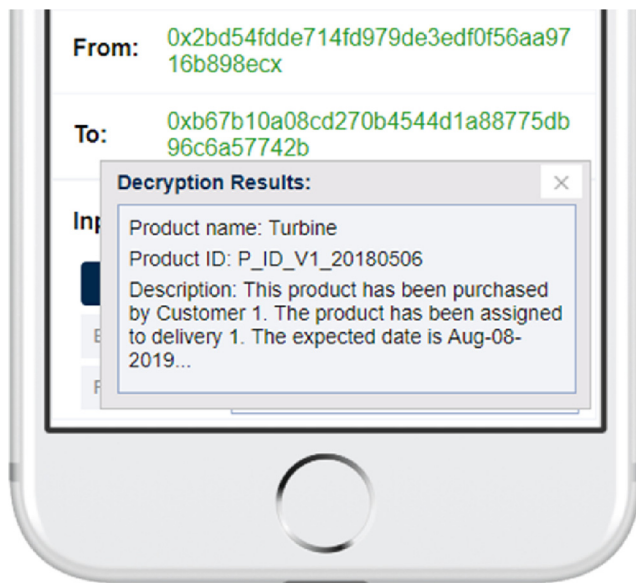 From: 0x2bd54fdde714fd979de3edf0f56aa97
16b898ecx
To: 0xb67b10a08cd270b4544d1a88775db
96c6a57742b
Decryption Results:
Inp
Product name: Turbine
Product ID: P_ID_V1_20180506
Description: This product has been purchased
by Customer 1. The product has been assigned
to delivery 1. The expected date is Aug-08-
2019...